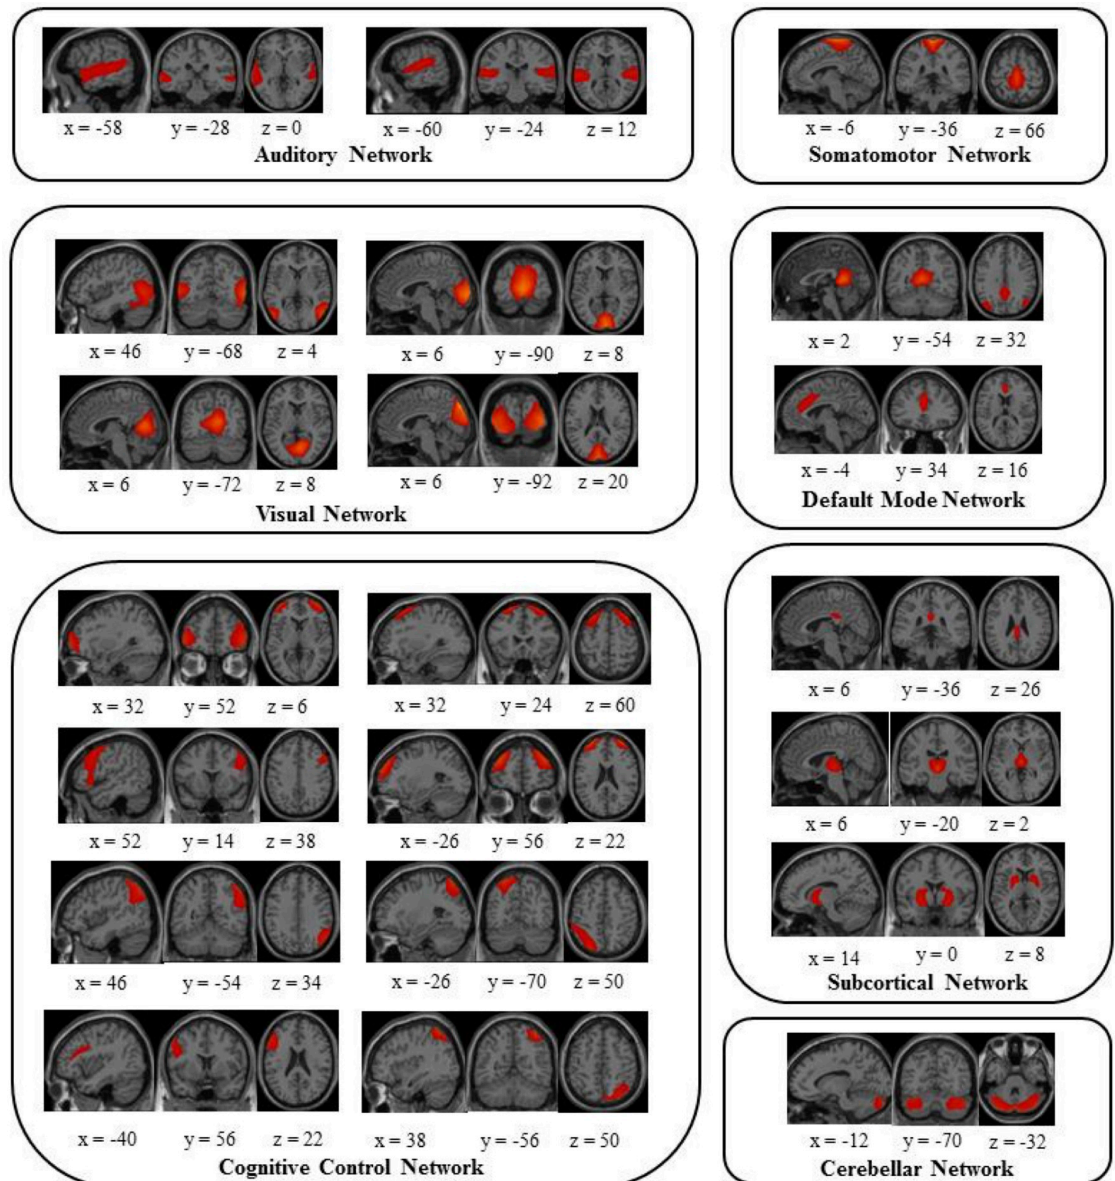 x = -58 y = -28 z = 0 x = -60 y = -24 z = 12
Auditory Network
x = -6 y = -36 z = 66
Somatomotor Network
x = 46 y = -68 z = 4 x = 6 y = -90 z = 8
x = 6 y = -72 z = 8 x = 6 y = -92 z = 20
Visual Network
x = 2 y = -54 z = 32
x = -4 y = 34 z = 16
Default Mode Network
x = 32 y = 52 z = 6 x = 32 y = 24 z = 60
x = 52 y = 14 z = 38 x = -26 y = 56 z = 22
x = 46 y = -54 z = 34 x = -26 y = -70 z = 50
x = -40 y = 56 z = 22 x = 38 y = -56 z = 50
Cognitive Control Network
x = 6 y = -36 z = 26
x = 6 y = -20 z = 2
x = 14 y = 0 z = 8
Subcortical Network
x = -12 y = -70 z = -32
Cerebellar Network